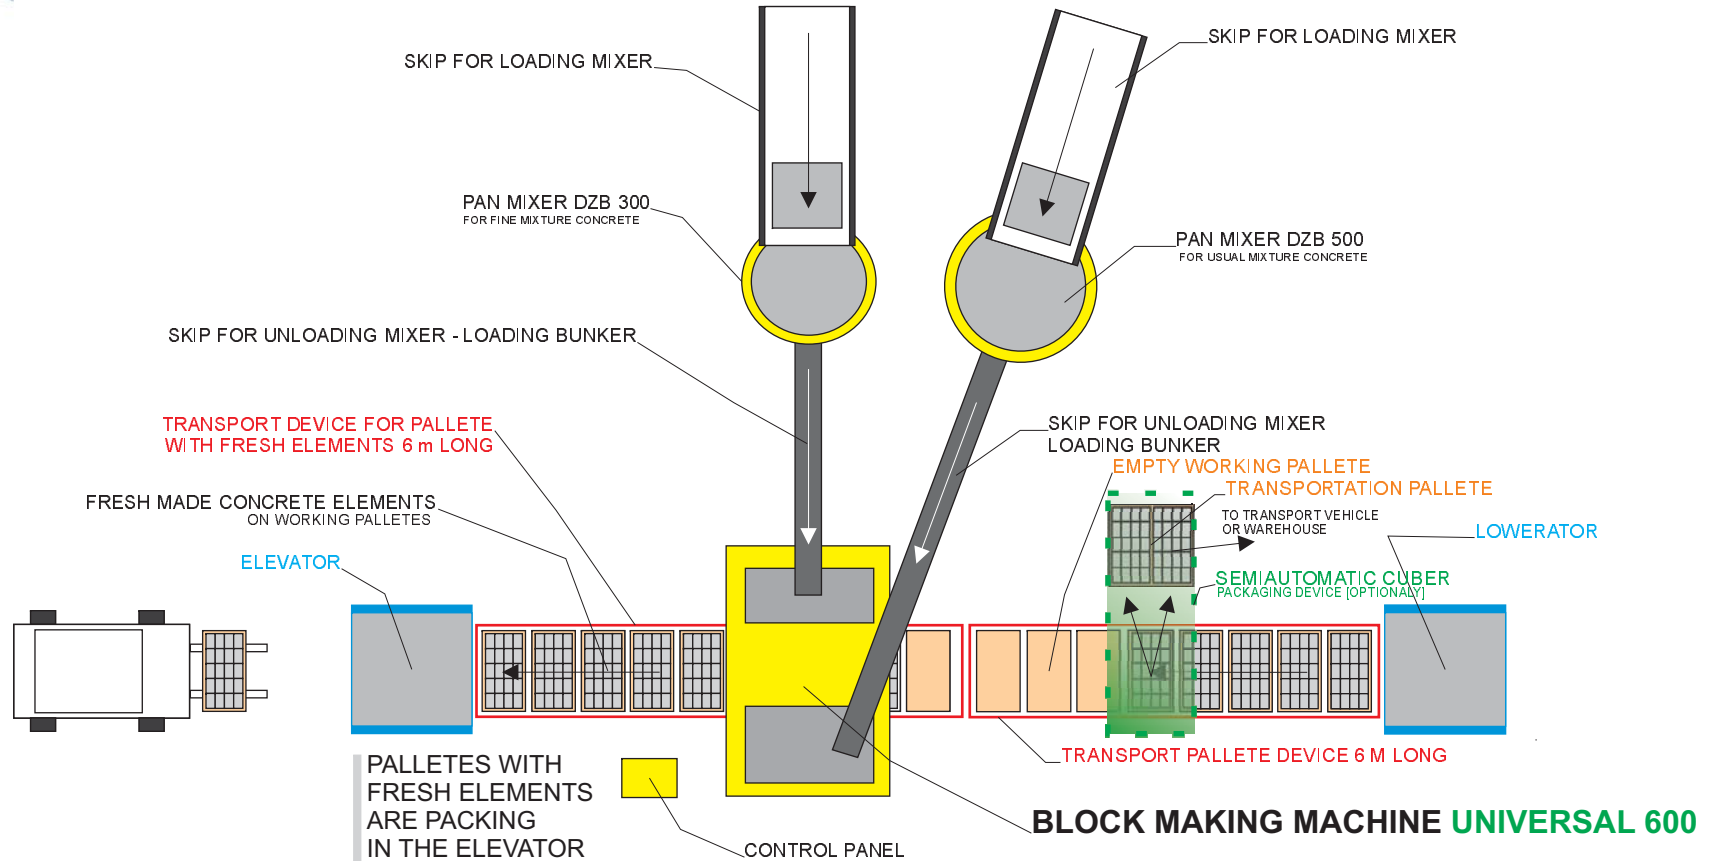 SKIP FOR LOADING MIXER
SKIP FOR LOADING MIXER
PAN MIXER DZB 300
FOR FINE MIXTURE CONCRETE
PAN MIXER DZB 500
FOR USUAL MIXTURE CONCRETE
SKIP FOR UNLOADING MIXER - LOADING BUNKER
TRANSPORT DEVICE FOR PALLETE
WITH FRESH ELEMENTS 6 m LONG
SKIP FOR UNLOADING MIXER
LOADING BUNKER
EMPTY WORKING PALLETE
TRANSPORTATION PALLETE
FRESH MADE CONCRETE ELEMENTS
ON WORKING PALLETES
TO TRANSPORT VEHICLE
OR WAREHOUSE
LOWERATOR
ELEVATOR
SEMIAUTOMATIC CUBER
PACKAGING DEVICE [OPTIONALY]
TRANSPORT PALLETE DEVICE 6 M LONG
PALLETES WITH
FRESH ELEMENTS
ARE PACKING
IN THE ELEVATOR
BLOCK MAKING MACHINE UNIVERSAL 600
CONTROL PANEL